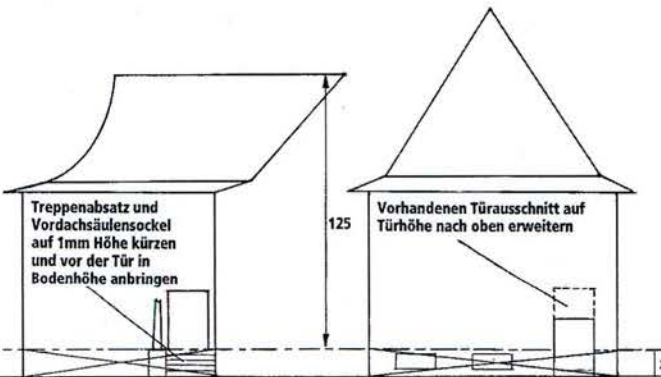 Treppenabsatz und
Vordachsäulensockel
auf 1mm Höhe kürzen
und vor der Tür in
Bodenhöhe anbringen
125
Vorhandenen Türausschnitt auf
Türhöhe nach oben erweitern